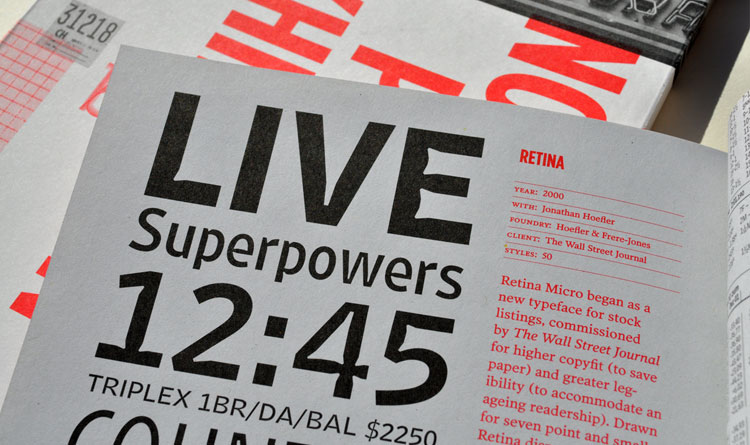 31218
CH
LIVE
Superpowers
12:45
TRIPLEX 1BR/DA/BAL $2250
RETINA
YEAR: 2000
WITH: Jonathan Hoefler
FOUNDRY: Hoefler & Frere-Jones
CLIENT: The Wall Street Journal
STYLES: 50
Retina Micro began as a
new typeface for stock
listings, commissioned
by The Wall Street Journal
for higher copyfit (to save
paper) and greater leg-
ibility (to accommodate an
ageing readership). Drawn
for seven point and